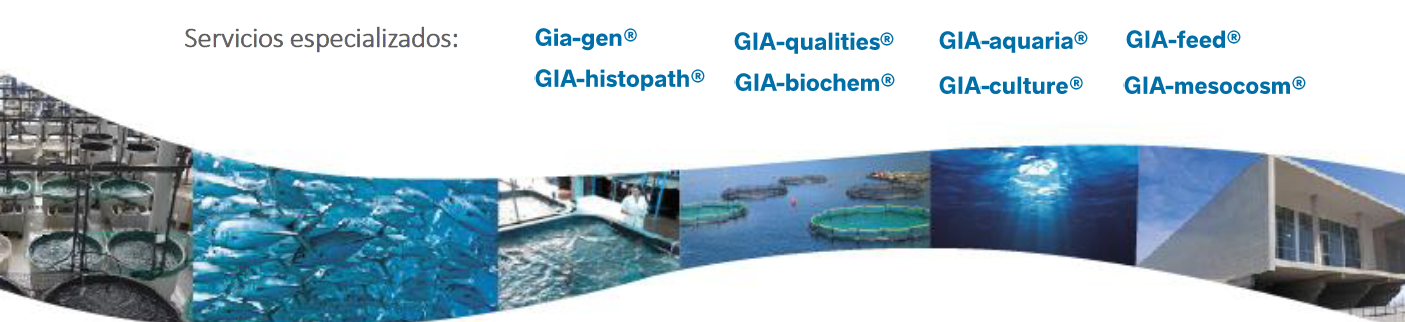 Servicios especializados:
Gia-gen® GIA-qualities® GIA-aquaria® GIA-feed®
GIA-histopath® GIA-biochem® GIA-culture® GIA-mesocosm®